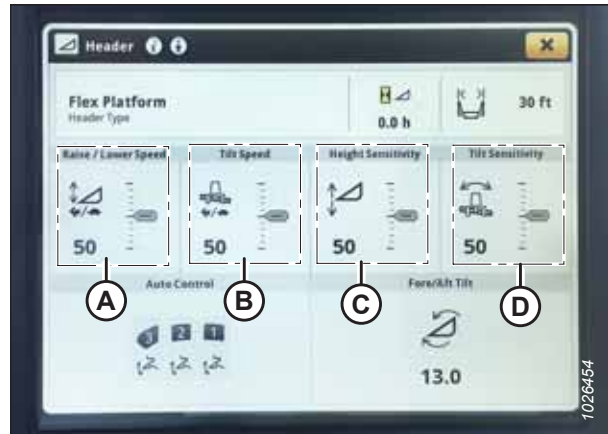 Header
Flex Platform
Header Type
0.0 h
30 ft
Raise / Lower Speed
Tilt Speed
Height Sensitivity
Tilt Sensitivity
50
50
50
50
A
B
C
D
Auto Control
Fore/Aft Tilt
3 2 1
13.0
1026454